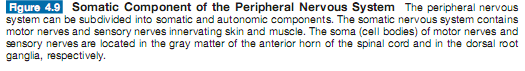 Figure 4.9 Somatic Component of the Peripheral Nervous System The peripheral nervous
system can be subdivided into somatic and autonomic components. The somatic nervous system contains
motor nerves and sensory nerves innervating skin and muscle. The soma (cell bodies) of motor nerves and
sensory nerves are located in the gray matter of the anterior horn of the spinal cord and in the dorsal root
ganglia, respectively.